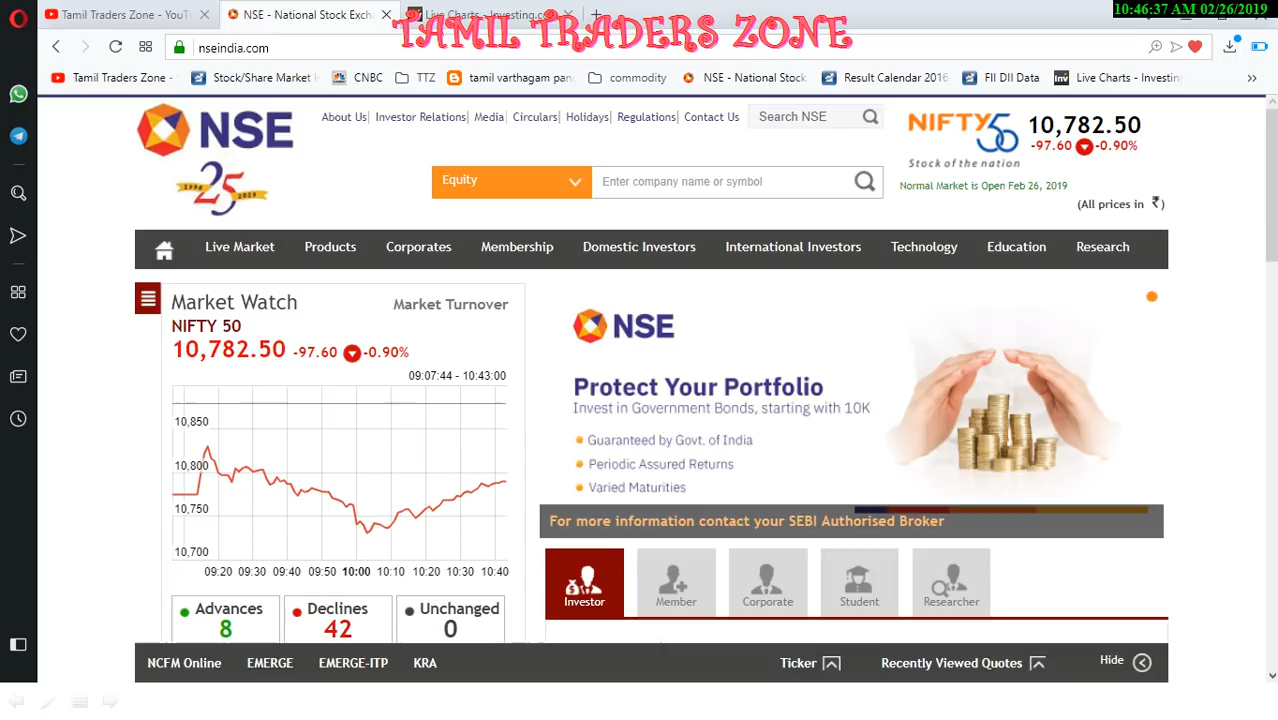 Tamil Traders Zone - YouT
NSE - National Stock Excha
Live Charts - Investing.co
TAMIL TRADERS ZONE
10:46:37 AM 02/26/2019
nseindia.com
Tamil Traders Zone -
Stock/Share Market I
CNBC
TTZ
tamil varthagam pan
commodity
NSE - National Stock
Result Calendar 2016
FII DII Data
Inv Live Charts - Investin
NSE
1994 25 2019
About Us| Investor Relations| Media| Circulars| Holidays| Regulations| Contact Us
Search NSE
Equity
Enter company name or symbol
NIFTY 50
Stock of the nation
10,782.50
-97.60 -0.90%
Normal Market is Open Feb 26, 2019
(All prices in ₹)
Live Market Products Corporates Membership Domestic Investors International Investors Technology Education Research
Market Watch
Market Turnover
NIFTY 50
10,782.50 -97.60 -0.90%
09:07:44 - 10:43:00
10,850
10,800
10,750
10,700
09:20 09:30 09:40 09:50 10:00 10:10 10:20 10:30 10:40
Advances
8
Declines
42
Unchanged
0
NSE
Protect Your Portfolio
Invest in Government Bonds, starting with 10K
Guaranteed by Govt. of India
Periodic Assured Returns
Varied Maturities
For more information contact your SEBI Authorised Broker
Investor
Member
Corporate
Student
Researcher
NCFM Online EMERGE EMERGE-ITP KRA
Ticker
Recently Viewed Quotes
Hide